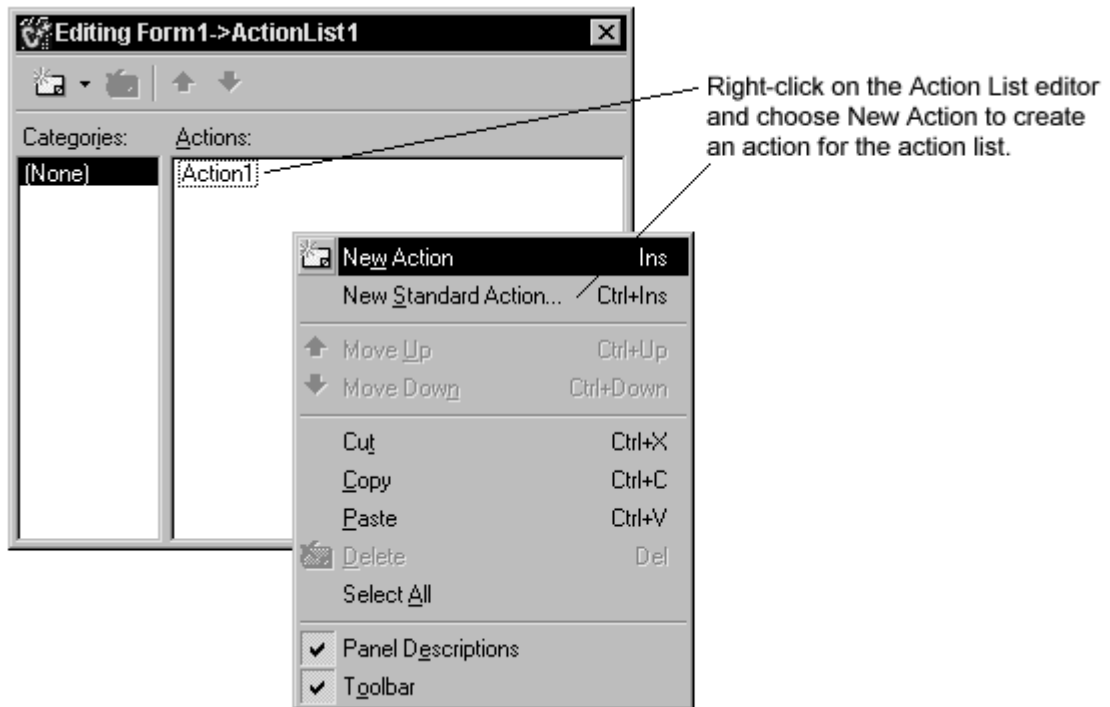 Editing Form1->ActionList1
Right-click on the Action List editor
and choose New Action to create
an action for the action list.
Categories: Actions:
(None) Action1
New Action Ins
New Standard Action... Ctrl+Ins
Move Up Ctrl+Up
Move Down Ctrl+Down
Cut Ctrl+X
Copy Ctrl+C
Paste Ctrl+V
Delete Del
Select All
Panel Descriptions
Toolbar